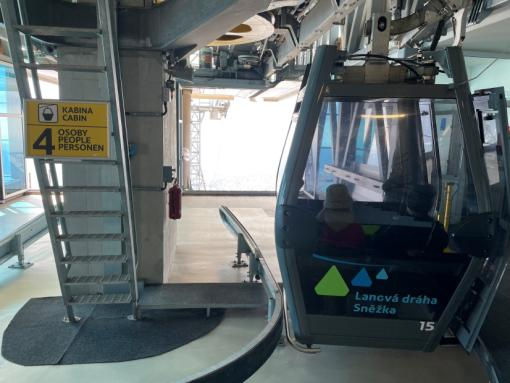 KABINA
CABIN
4
OSOBY
PEOPLE
PERSONEN
Lanová dráha
Sněžka
15